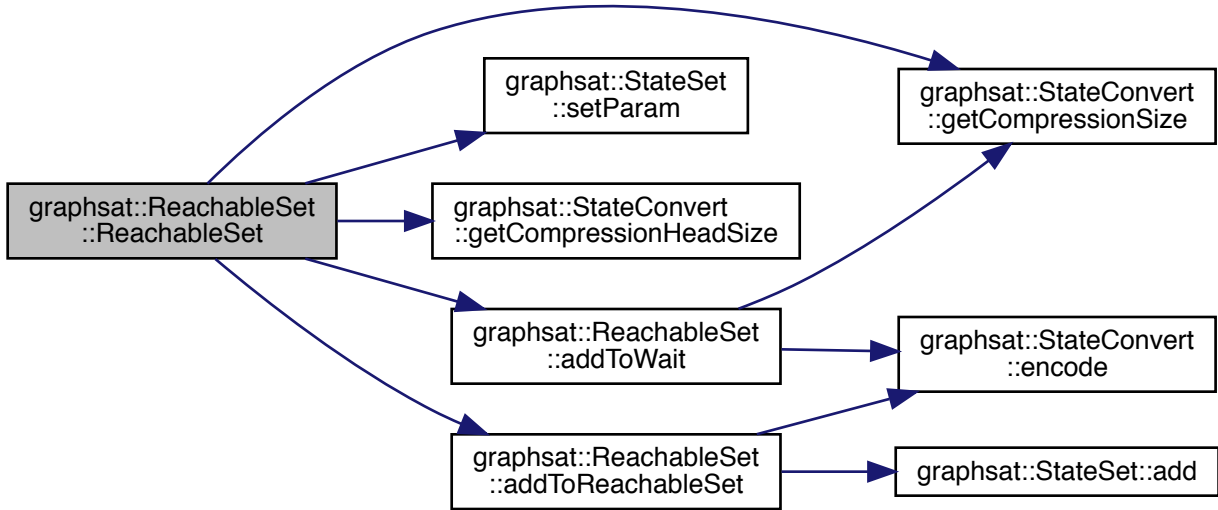 graphsat::ReachableSet
::ReachableSet
graphsat::StateSet
::setParam
graphsat::StateConvert
::getCompressionHeadSize
graphsat::ReachableSet
::addToWait
graphsat::ReachableSet
::addToReachableSet
graphsat::StateConvert
::getCompressionSize
graphsat::StateConvert
::encode
graphsat::StateSet::add